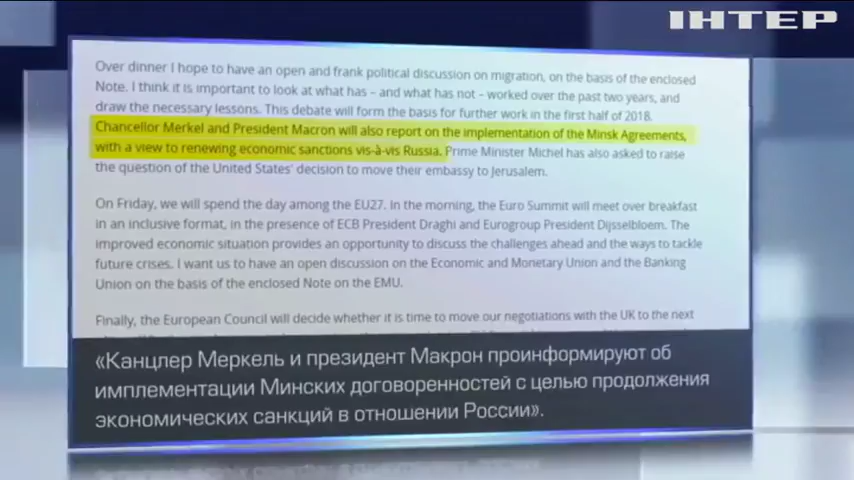 ІНТЕР
Over dinner I hope to have an open and frank political discussion on migration, on the basis of the enclosed
Note. I think it is important to look at what has – and what has not – worked over the past two years, and
draw the necessary lessons. This debate will form the basis for further work in the first half of 2018.
Chancellor Merkel and President Macron will also report on the implementation of the Minsk Agreements,
with a view to renewing economic sanctions vis-à-vis Russia. Prime Minister Michel has also asked to raise
the question of the United States' decision to move their embassy to Jerusalem.
On Friday, we will spend the day among the EU27. In the morning, the Euro Summit will meet over breakfast
in an inclusive format, in the presence of ECB President Draghi and Eurogroup President Dijsselbloem. The
improved economic situation provides an opportunity to discuss the challenges ahead and the ways to tackle
future crises. I want us to have an open discussion on the Economic and Monetary Union and the Banking
Union on the basis of the enclosed Note on the EMU.
Finally, the European Council will decide whether it is time to move our negotiations with the UK to the next
«Канцлер Меркель и президент Макрон проинформируют об
имплементации Минских договоренностей с целью продолжения
экономических санкций в отношении России».